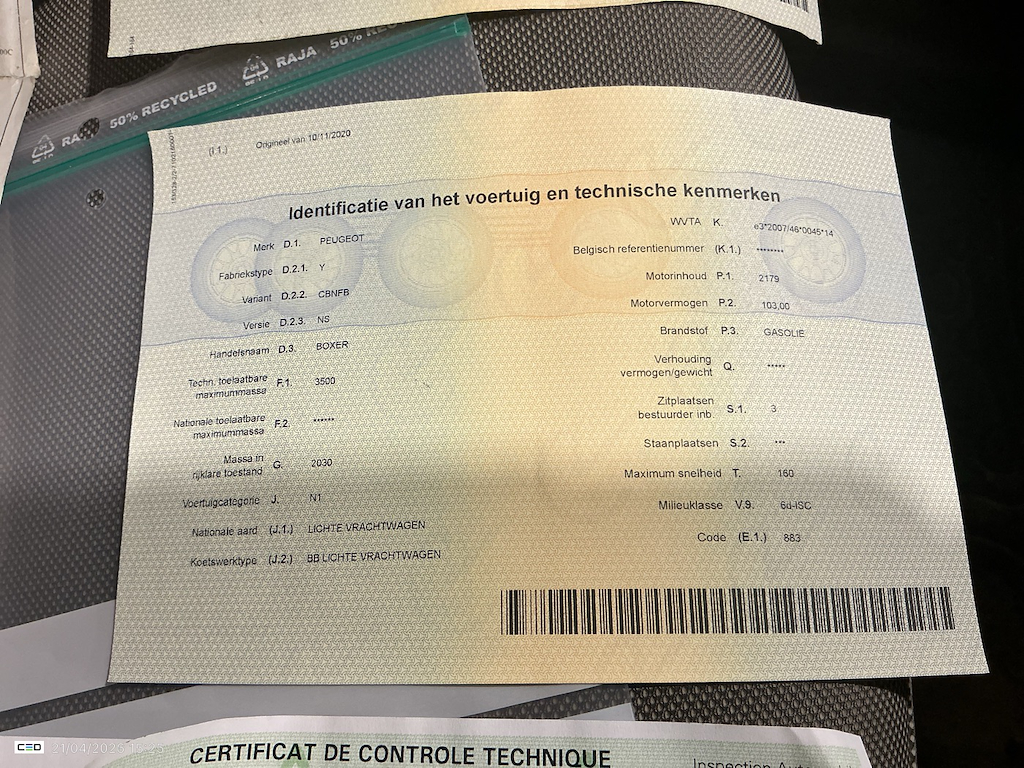 50% RECYCLED
RAJA
50%
(I 1.)
Origineel van 10/11/2020
Identificatie van het voertuig en technische kenmerken
Merk D.1. PEUGEOT
Fabriekstype D.2.1. Y
Variant D.2.2. CBNFB
Versie D.2.3. NS
Handelsnaam D.3. BOXER
Techn. toelaatbare
maximummassa F.1. 3500
Nationale toelaatbare
maximummassa F.2. ******
Massa in
rijklare toestand G. 2030
Voertuigcategorie J. N1
Nationale aard (J.1.) LICHTE VRACHTWAGEN
Koetswerktype (J.2.) BB LICHTE VRACHTWAGEN
WVTA K. e3*2007/46*0045*14
Belgisch referentienummer (K.1.) ********
Motorinhoud P.1. 2179
Motorvermogen P.2. 103,00
Brandstof P.3. GASOLIE
Verhouding
vermogen/gewicht Q. *****
Zitplaatsen
bestuurder inb. S.1. 3
Staanplaatsen S.2. ***
Maximum snelheid T. 160
Milieuklasse V.9. 6d-ISC
Code (E.1.) 883
CERTIFICAT DE CONTROLE TECHNIQUE